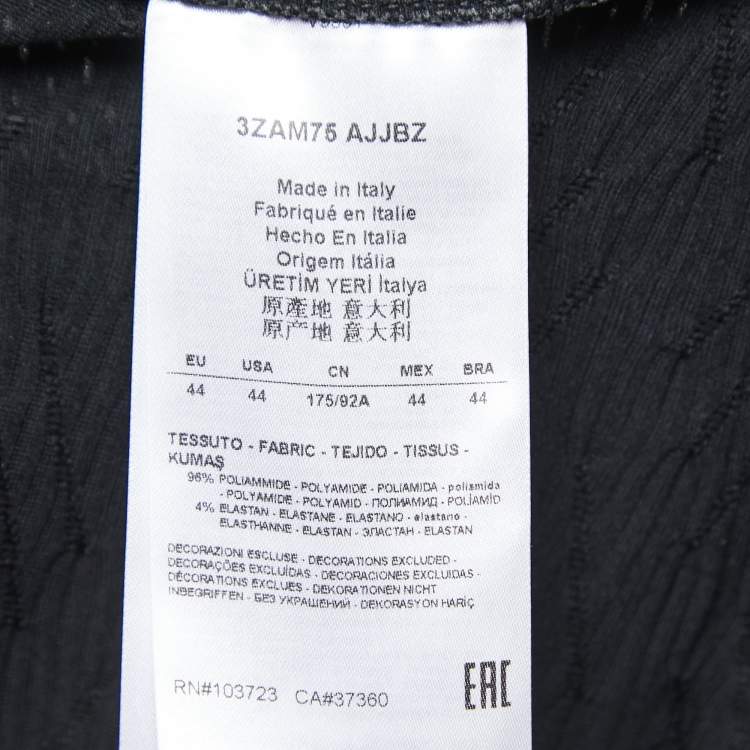 3ZAM75 AJJBZ
Made in Italy
Fabriqué en Italie
Hecho En Italia
Origem Itália
ÜRETİM YERİ İtalya
原產地 意大利
原产地 意大利
EU USA CN MEX BRA
44 44 175/92A 44 44
TESSUTO - FABRIC - TEJIDO - TISSUS -
KUMAŞ
96% POLIAMMIDE - POLYAMIDE - POLIAMIDA - poliamida
- POLYAMIDE - POLYAMID - ПОЛИАМИД - POLİAMİD
4% ELASTAN - ELASTANE - ELASTANO - elastano -
ELASTHANNE - ELASTAN - ЭЛАСТАН - ELASTAN
DECORAZIONI ESCLUSE - DECORATIONS EXCLUDED -
DECORAÇÕES EXCLUÍDAS - DECORACIONES EXCLUIDAS -
DÉCORATIONS EXCLUES - DEKORATIONEN NICHT
INBEGRIFFEN - БЕЗ УКРАШЕНИЙ - DEKORASYON HARİÇ
RN#103723 CA#37360 EAC